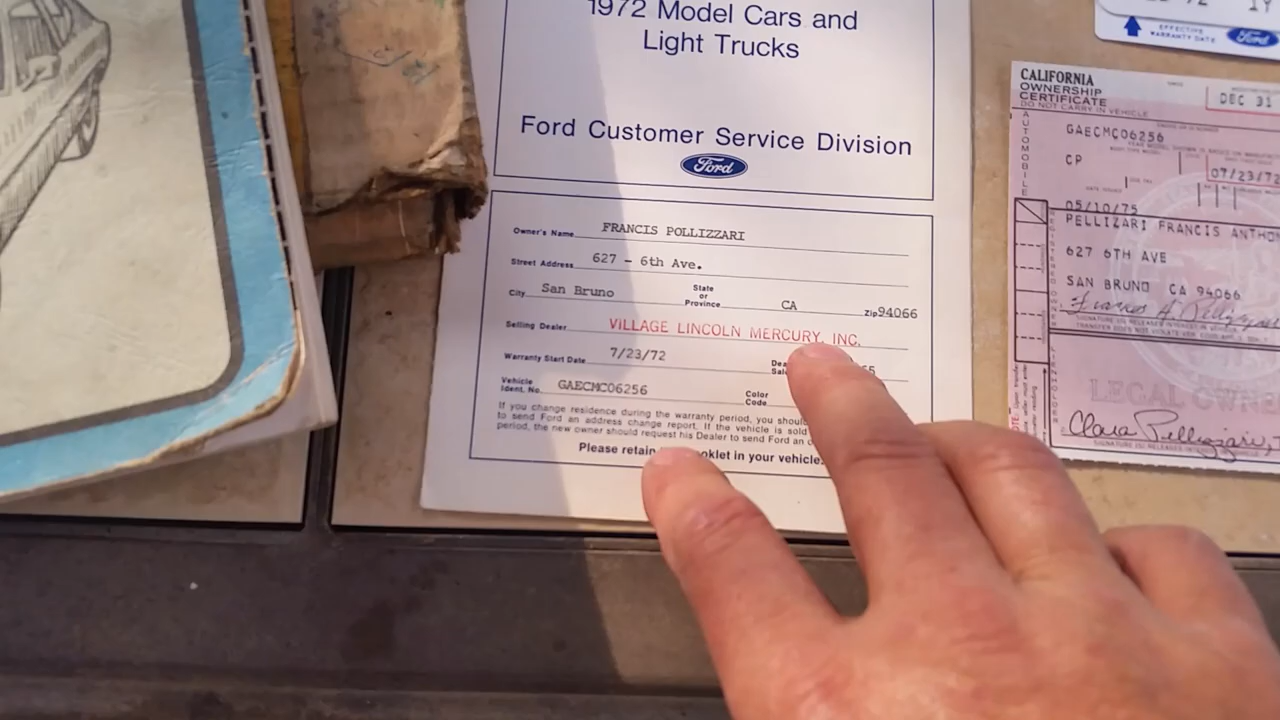 1972 Model Cars and
Light Trucks
Ford Customer Service Division
Ford
Owner's Name FRANCIS POLLIZZARI
Street Address 627 - 6th Ave.
City San Bruno State or Province CA Zip 94066
Selling Dealer VILLAGE LINCOLN MERCURY, INC.
Warranty Start Date 7/23/72
Vehicle Ident. No. GAECMC06256 Color Code
If you change residence during the warranty period, you
to send Ford an address change report. If the vehicle is sold
period, the new owner should request his Dealer to send Ford an
Please retain in your vehicle.
EFFECTIVE
WARRANTY DATE
Ford
CALIFORNIA
OWNERSHIP
CERTIFICATE
DO NOT CARRY IN VEHICLE
AUTOMOBILE
DEC 31
GAECMC06256
CP
07/23/72
05/10/75
PELLIZARI FRANCIS
627 6TH AVE
SAN BRUNO CA 94066
REGISTERED OWNER
LEGAL